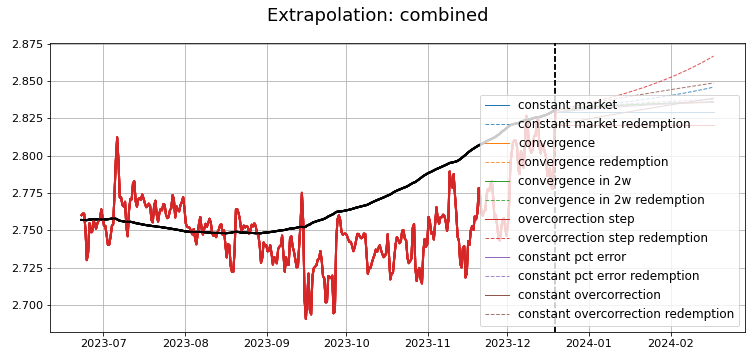 Extrapolation: combined
2.875
2.850
2.825
2.800
2.775
2.750
2.725
2.700
constant market
constant market redemption
convergence
convergence redemption
convergence in 2w
convergence in 2w redemption
overcorrection step
overcorrection step redemption
constant pct error
constant pct error redemption
constant overcorrection
constant overcorrection redemption
2023-07 2023-08 2023-09 2023-10 2023-11 2023-12 2024-01 2024-02